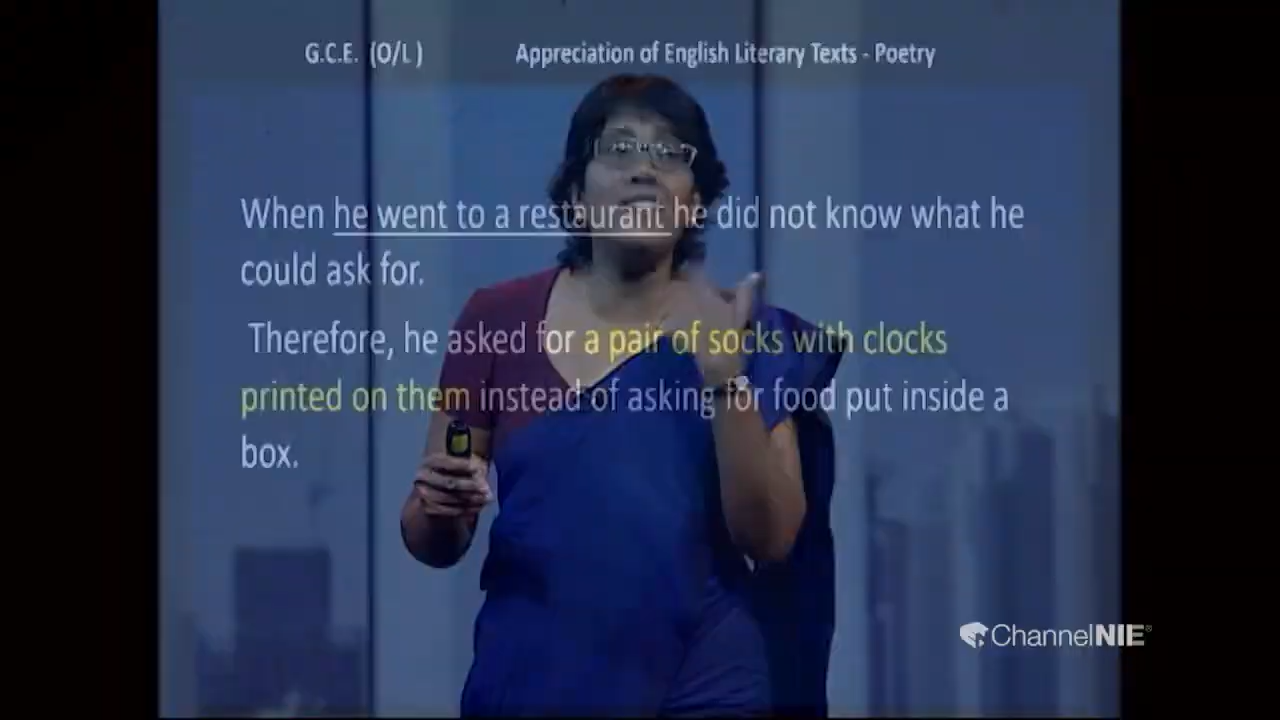 G.C.E. (O/L ) Appreciation of English Literary Texts - Poetry
When he went to a restaurant he did not know what he
could ask for.
Therefore, he asked for a pair of socks with clocks
printed on them instead of asking for food put inside a
box.
ChannelNIE